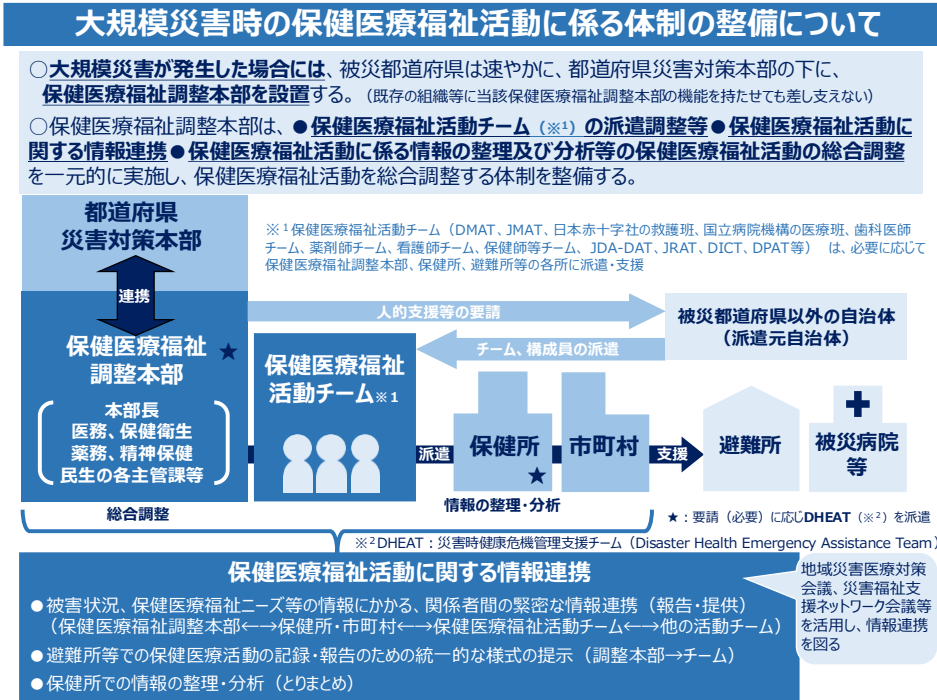 大規模災害時の保健医療福祉活動に係る体制の整備について
○大規模災害が発生した場合には、被災都道府県は速やかに、都道府県災害対策本部の下に、
保健医療福祉調整本部を設置する。（既存の組織等に当該保健医療福祉調整本部の機能を持たせても差し支えない）
○保健医療福祉調整本部は、●保健医療福祉活動チーム（※1）の派遣調整等●保健医療福祉活動に
関する情報連携●保健医療福祉活動に係る情報の整理及び分析等の保健医療福祉活動の総合調整
を一元的に実施し、保健医療福祉活動を総合調整する体制を整備する。
都道府県
災害対策本部
※1保健医療福祉活動チーム（DMAT、JMAT、日本赤十字社の救護班、国立病院機構の医療班、歯科医師
チーム、薬剤師チーム、看護師チーム、保健師等チーム、JDA-DAT、JRAT、DICT、DPAT等）　は、必要に応じて
保健医療福祉調整本部、保健所、避難所等の各所に派遣・支援
連携
人的支援等の要請
被災都道府県以外の自治体
（派遣元自治体）
チーム、構成員の派遣
保健医療福祉
調整本部
★
本部長
医務、保健衛生
薬務、精神保健
民生の各主管課等
保健医療福祉
活動チーム※1
派遣
保健所
★
市町村
支援
避難所
被災病院
等
総合調整
情報の整理・分析
★：要請（必要）に応じDHEAT（※2）を派遣
※2DHEAT：災害時健康危機管理支援チーム（Disaster Health Emergency Assistance Team）
保健医療福祉活動に関する情報連携
●被害状況、保健医療福祉ニーズ等の情報にかかる、関係者間の緊密な情報連携（報告・提供）
（保健医療福祉調整本部←→保健所・市町村←→保健医療福祉活動チーム←→他の活動チーム）
●避難所等での保健医療活動の記録・報告のための統一的な様式の提示（調整本部→チーム）
●保健所での情報の整理・分析（とりまとめ）
地域災害医療対策
会議、災害福祉支
援ネットワーク会議等
を活用し、情報連携
を図る